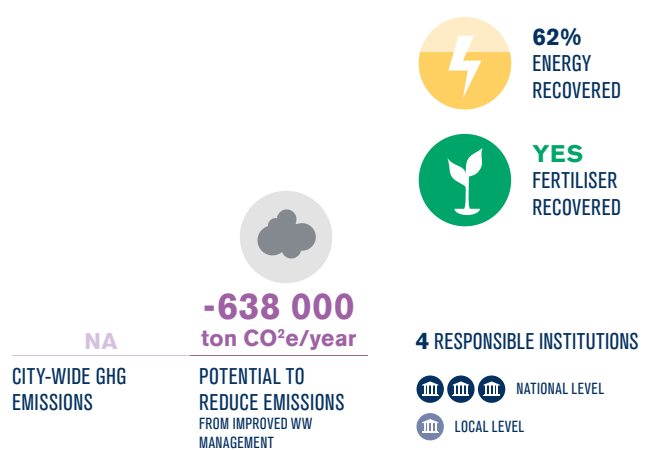 62%
ENERGY
RECOVERED
YES
FERTILISER
RECOVERED
-638 000
ton CO²e/year
NA
CITY-WIDE GHG
EMISSIONS
POTENTIAL TO
REDUCE EMISSIONS
FROM IMPROVED WW
MANAGEMENT
4 RESPONSIBLE INSTITUTIONS
NATIONAL LEVEL
LOCAL LEVEL